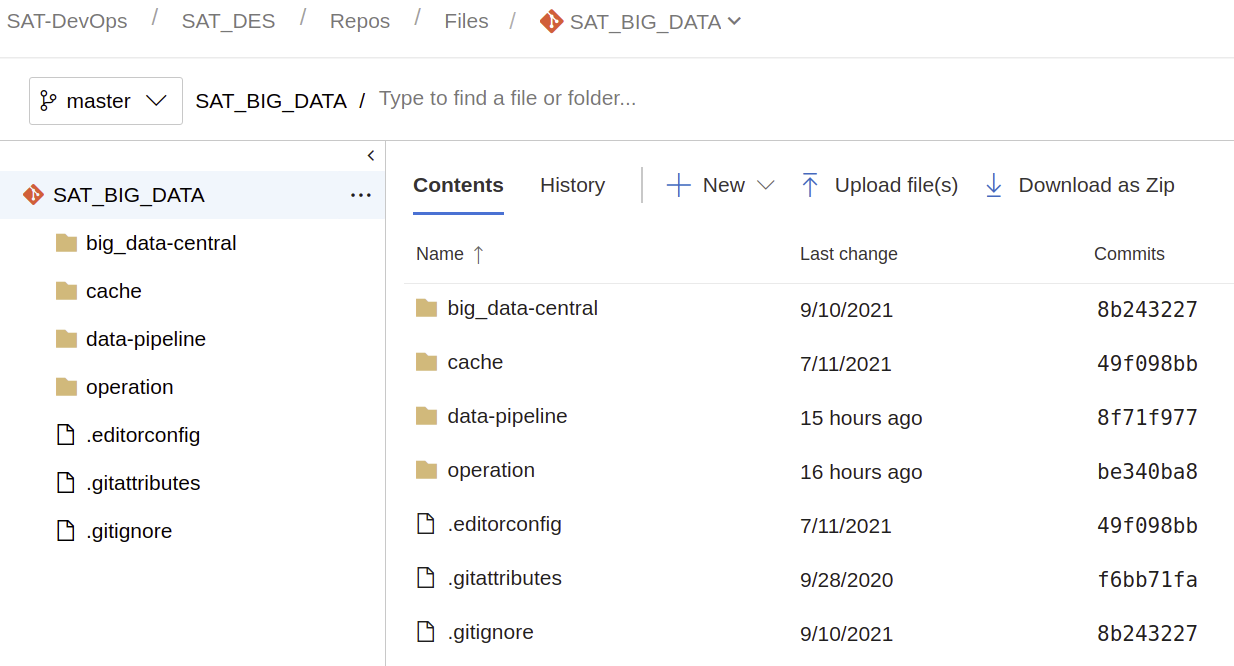 SAT-DevOps / SAT_DES / Repos / Files / SAT_BIG_DATA
master SAT_BIG_DATA / Type to find a file or folder...
SAT_BIG_DATA ...
big_data-central
cache
data-pipeline
operation
.editorconfig
.gitattributes
.gitignore
Contents History New Upload file(s) Download as Zip
Name ↑ Last change Commits
big_data-central 9/10/2021 8b243227
cache 7/11/2021 49f098bb
data-pipeline 15 hours ago 8f71f977
operation 16 hours ago be340ba8
.editorconfig 7/11/2021 49f098bb
.gitattributes 9/28/2020 f6bb71fa
.gitignore 9/10/2021 8b243227